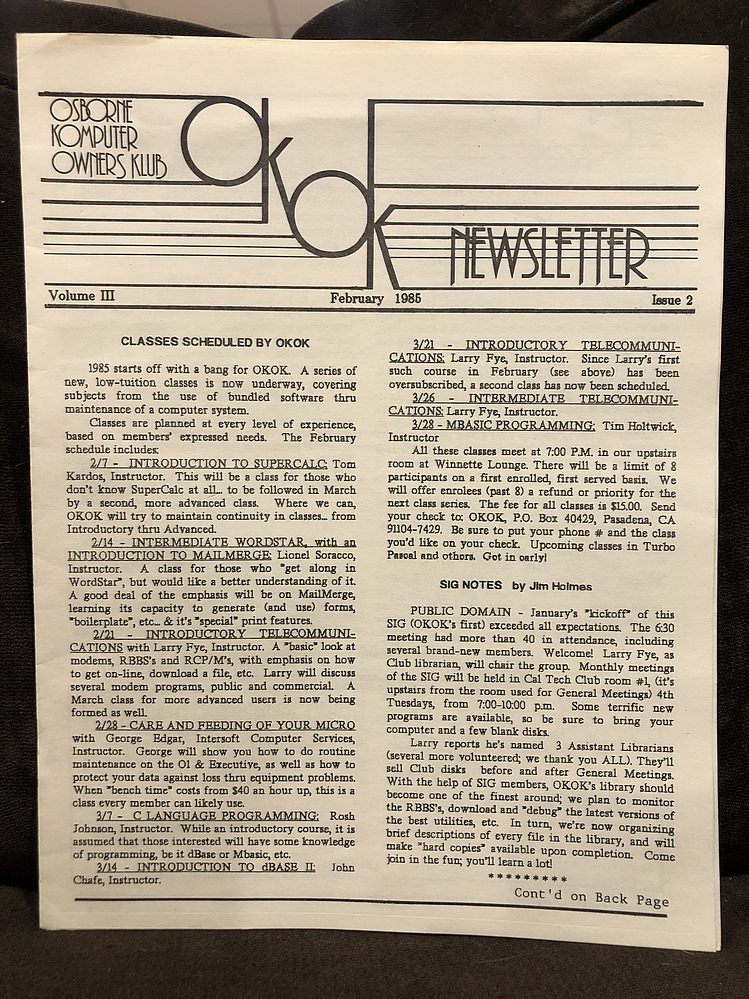 OSBORNE
KOMPUTER
OWNERS KLUB
OKOK
NEWSLETTER
Volume III February 1985 Issue 2
CLASSES SCHEDULED BY OKOK
1985 starts off with a bang for OKOK. A series of
new, low-tuition classes is now underway, covering
subjects from the use of bundled software thru
maintenance of a computer system.
Classes are planned at every level of experience,
based on members' expressed needs. The February
schedule includes:
2/7 - INTRODUCTION TO SUPERCALC: Tom
Kardos, Instructor. This will be a class for those who
don't know SuperCalc at all... to be followed in March
by a second, more advanced class. Where we can,
OKOK will try to maintain continuity in classes... from
Introductory thru Advanced.
2/14 - INTERMEDIATE WORDSTAR, with an
INTRODUCTION TO MAILMERGE: Lionel Soracco,
Instructor. A class for those who "get along in
WordStar", but would like a better understanding of it.
A good deal of the emphasis will be on MailMerge,
learning its capacity to generate (and use) forms,
"boilerplate", etc... & it's "special" print features.
2/21 - INTRODUCTORY TELECOMMUNI-
CATIONS with Larry Fye, Instructor. A "basic" look at
modems, RBBS's and RCP/M's, with emphasis on how
to get on-line, download a file, etc. Larry will discuss
several modem programs, public and commercial. A
March class for more advanced users is now being
formed as well.
2/28 - CARE AND FEEDING OF YOUR MICRO
with George Edgar, Intersoft Computer Services,
Instructor. George will show you how to do routine
maintenance on the O1 & Executive, as well as how to
protect your data against loss thru equipment problems.
When "bench time" costs from $40 an hour up, this is a
class every member can likely use.
3/7 - C LANGUAGE PROGRAMMING: Rosh
Johnson, Instructor. While an introductory course, it is
assumed that those interested will have some knowledge
of programming, be it dBase or Mbasic, etc.
3/14 - INTRODUCTION TO dBASE II: John
Chafe, Instructor.
3/21 - INTRODUCTORY TELECOMMUNI-
CATIONS: Larry Fye, Instructor. Since Larry's first
such course in February (see above) has been
oversubscribed, a second class has now been scheduled.
3/26 - INTERMEDIATE TELECOMMUNI-
CATIONS: Larry Fye, Instructor.
3/28 - MBASIC PROGRAMMING: Tim Holtwick,
Instructor
All these classes meet at 7:00 P.M. in our upstairs
room at Winnette Lounge. There will be a limit of 8
participants on a first enrolled, first served basis. We
will offer enrolees (past 8) a refund or priority for the
next class series. The fee for all classes is $15.00. Send
your check to: OKOK, P.O. Box 40429, Pasadena, CA
91104-7429. Be sure to put your phone # and the class
you'd like on your check. Upcoming classes in Turbo
Pascal and others. Got in early!
SIG NOTES by Jim Holmes
PUBLIC DOMAIN - January's "kickoff" of this
SIG (OKOK's first) exceeded all expectations. The 6:30
meeting had more than 40 in attendance, including
several brand-new members. Welcome! Larry Fye, as
Club librarian, will chair the group. Monthly meetings
of the SIG will be held in Cal Tech Club room #1, (it's
upstairs from the room used for General Meetings) 4th
Tuesdays, from 7:00-10:00 p.m. Some terrific new
programs are available, so be sure to bring your
computer and a few blank disks.
Larry reports he's named 3 Assistant Librarians
(several more volunteered; we thank you ALL). They'll
sell Club disks before and after General Meetings.
With the help of SIG members, OKOK's library should
become one of the finest around; we plan to monitor
the RBBS's, download and "debug" the latest versions of
the best utilities, etc. In turn, we're now organizing
brief descriptions of every file in the library, and will
make "hard copies" available upon completion. Come
join in the fun; you'll learn a lot!
*********
Cont'd on Back Page